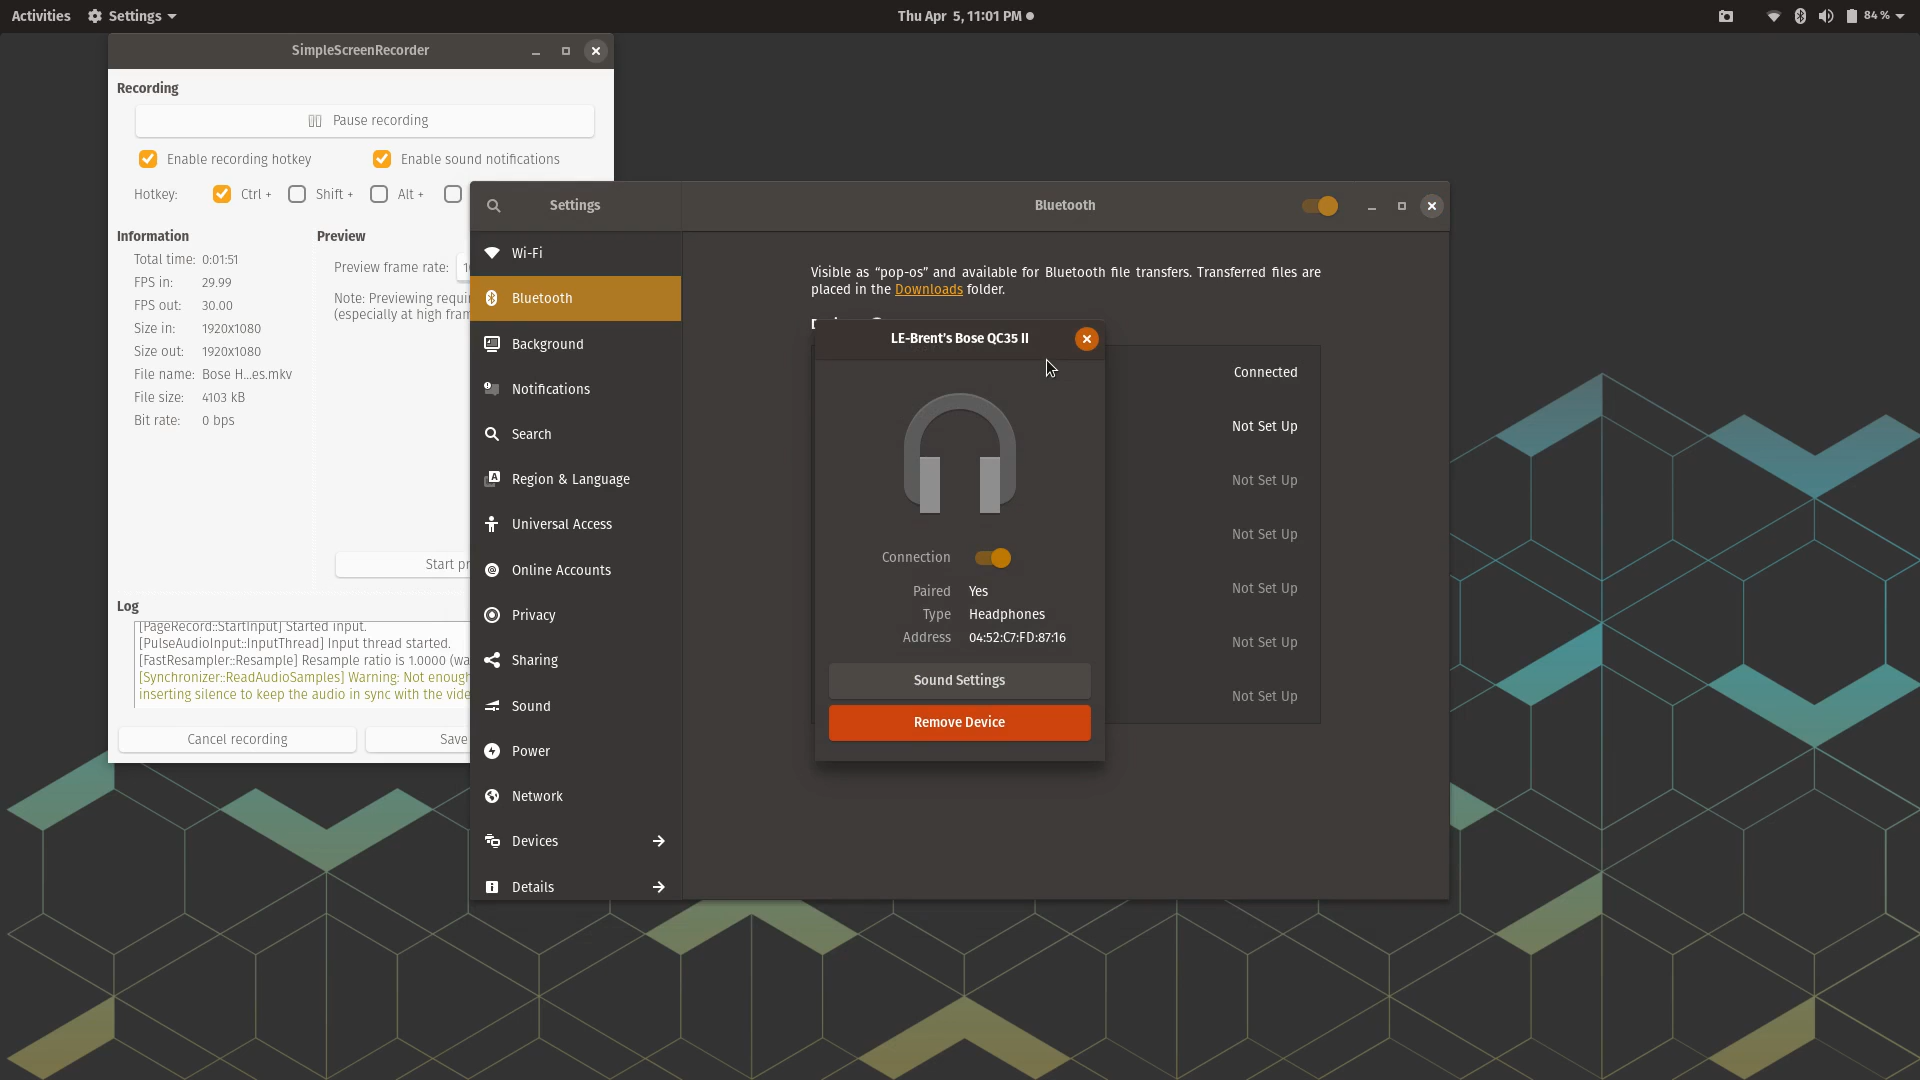 Activities
Settings
Thu Apr 5, 11:01 PM
84 %
SimpleScreenRecorder
Recording
Pause recording
Enable recording hotkey
Enable sound notifications
Hotkey: Ctrl + Shift + Alt +
Information
Total time: 0:01:51
FPS in: 29.99
FPS out: 30.00
Size in: 1920x1080
Size out: 1920x1080
File name: Bose H...es.mkv
File size: 4103 kB
Bit rate: 0 bps
Preview
Preview frame rate:
Note: Previewing
(especially at high
Start
Log
[PageRecord::StartInput] Started input.
[PulseAudioInput::InputThread] Input thread started.
[FastResampler::Resample] Resample ratio is 1.0000
[Synchronizer::ReadAudioSamples] Warning: Not enough
inserting silence to keep the audio in sync with the
Cancel recording
Save
Settings
Wi-Fi
Bluetooth
Background
Notifications
Search
Region & Language
Universal Access
Online Accounts
Privacy
Sharing
Sound
Power
Network
Devices
Details
Bluetooth
Visible as “pop-os” and available for Bluetooth file transfers. Transferred files are
placed in the Downloads folder.
Connected
Not Set Up
Not Set Up
Not Set Up
Not Set Up
Not Set Up
Not Set Up
LE-Brent's Bose QC35 II
Connection
Paired Yes
Type Headphones
Address 04:52:C7:FD:87:16
Sound Settings
Remove Device